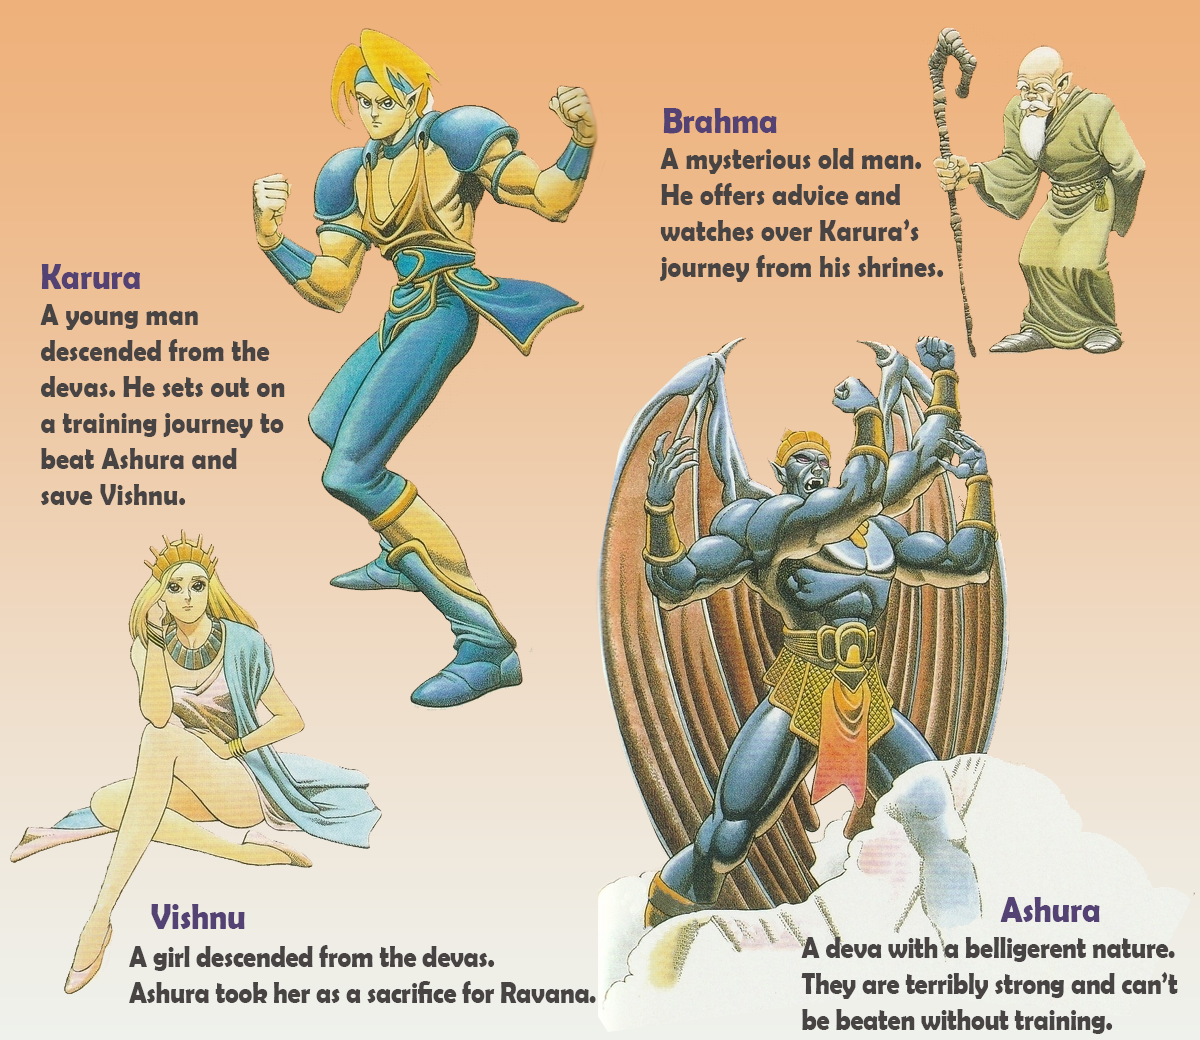 Karura
A young man
descended from the
devas. He sets out on
a training journey to
beat Ashura and
save Vishnu.
Brahma
A mysterious old man.
He offers advice and
watches over Karura's
journey from his shrines.
Vishnu
A girl descended from the devas.
Ashura took her as a sacrifice for Ravana.
Ashura
A deva with a belligerent nature.
They are terribly strong and can't
be beaten without training.